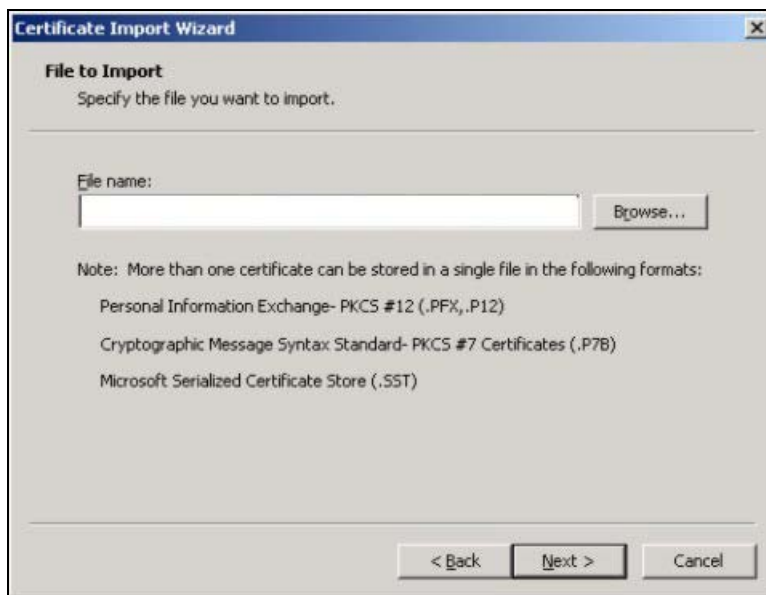 Certificate Import Wizard
File to Import
Specify the file you want to import.
File name:
Browse...
Note: More than one certificate can be stored in a single file in the following formats:
Personal Information Exchange- PKCS #12 (.PFX,.P12)
Cryptographic Message Syntax Standard- PKCS #7 Certificates (.P7B)
Microsoft Serialized Certificate Store (.SST)
< Back Next > Cancel